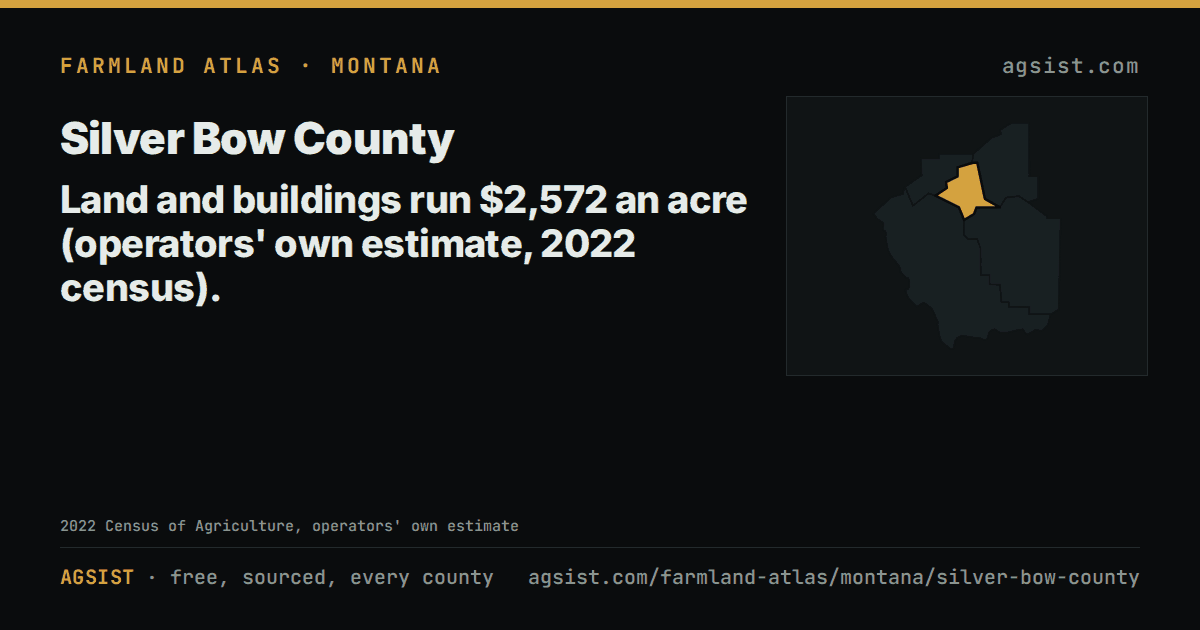 FARMLAND ATLAS · MONTANA
agsist.com
Silver Bow County
Land and buildings run $2,572 an acre
(operators' own estimate, 2022
census).
2022 Census of Agriculture, operators' own estimate
AGSIST · free, sourced, every county
agsist.com/farmland-atlas/montana/silver-bow-county